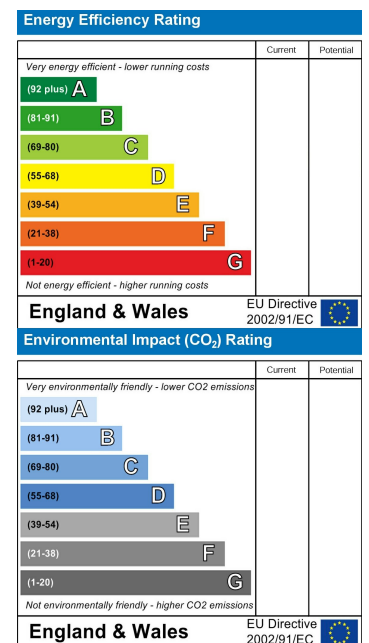 Energy Efficiency Rating
Current Potential
Very energy efficient - lower running costs
(92 plus) A
(81-91) B
(69-80) C
(55-68) D
(39-54) E
(21-38) F
(1-20) G
Not energy efficient - higher running costs
England & Wales EU Directive
2002/91/EC
Environmental Impact (CO₂) Rating
Current Potential
Very environmentally friendly - lower CO2 emissions
(92 plus) A
(81-91) B
(69-80) C
(55-68) D
(39-54) E
(21-38) F
(1-20) G
Not environmentally friendly - higher CO2 emissions
England & Wales EU Directive
2002/91/EC